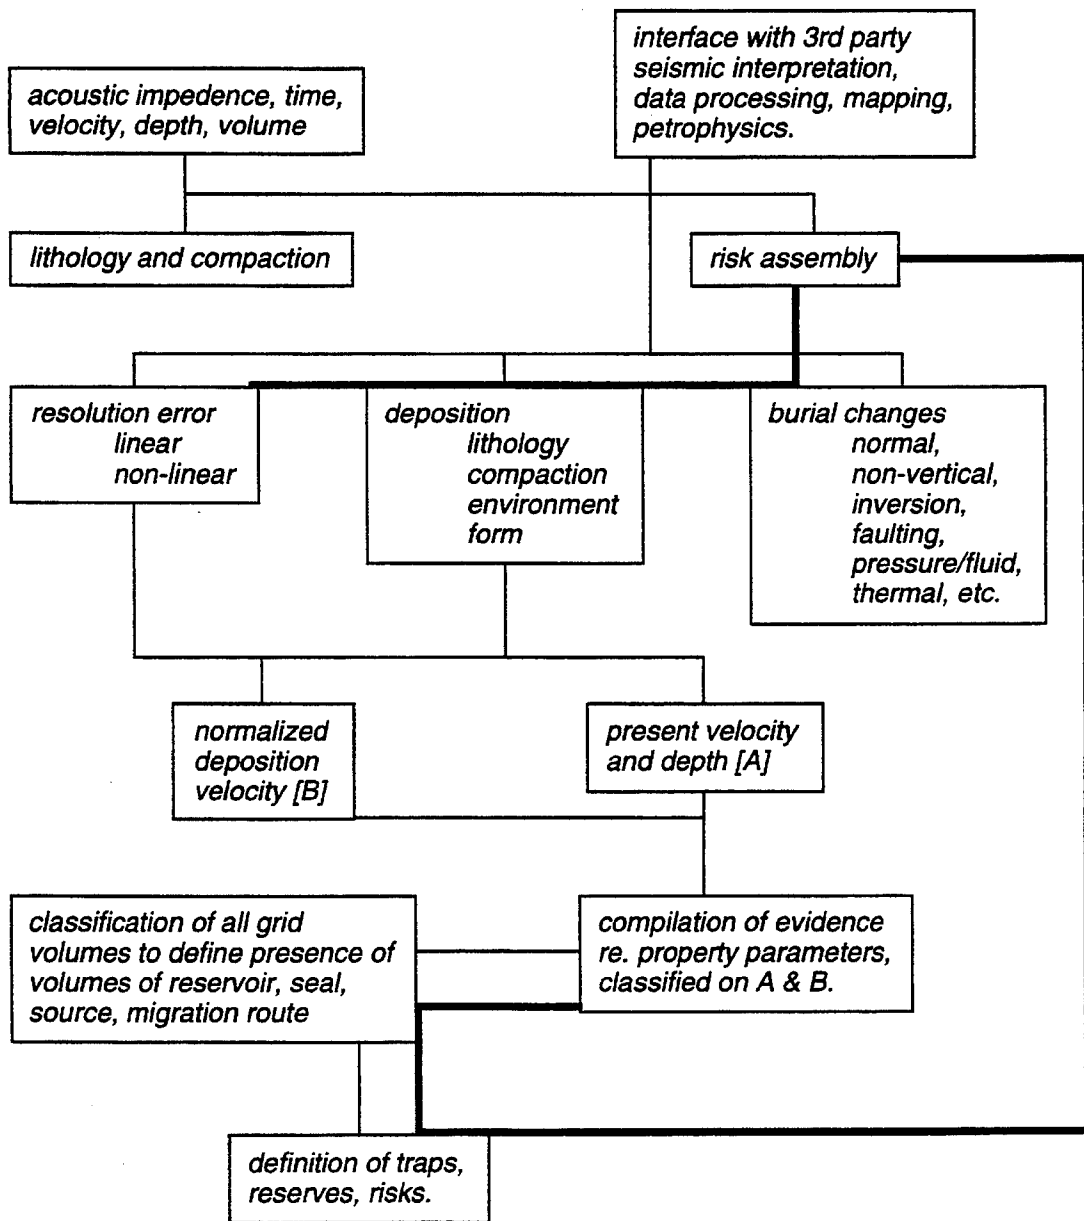 interface with 3rd party
seismic interpretation,
data processing, mapping,
petrophysics.
acoustic impedence, time,
velocity, depth, volume
lithology and compaction
risk assembly
resolution error
linear
non-linear
deposition
lithology
compaction
environment
form
burial changes
normal,
non-vertical,
inversion,
faulting,
pressure/fluid,
thermal, etc.
normalized
deposition
velocity [B]
present velocity
and depth [A]
classification of all grid
volumes to define presence of
volumes of reservoir, seal,
source, migration route
compilation of evidence
re. property parameters,
classified on A & B.
definition of traps,
reserves, risks.